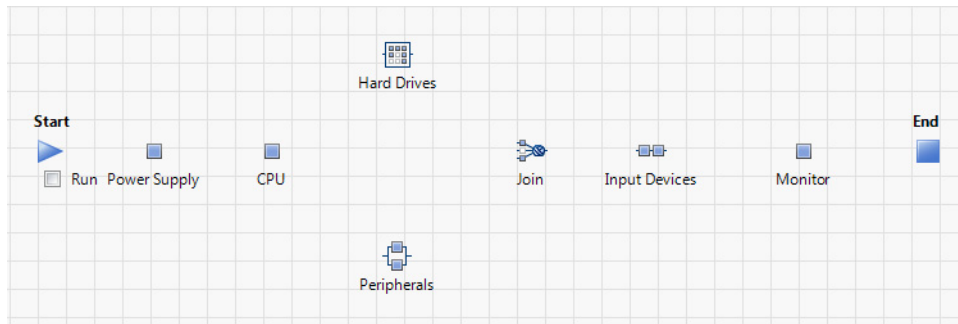 Hard Drives
Start
End
Run Power Supply CPU Join Input Devices Monitor
Peripherals